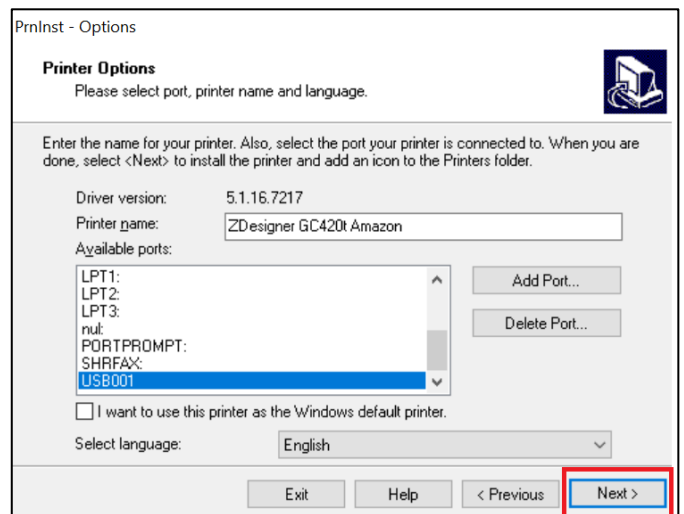 PrnInst - Options
Printer Options
Please select port, printer name and language.
Enter the name for your printer. Also, select the port your printer is connected to. When you are
done, select <Next> to install the printer and add an icon to the Printers folder.
Driver version: 5.1.16.7217
Printer name: ZDesigner GC420t Amazon
Available ports:
LPT1:
LPT2:
LPT3:
nul:
PORTPROMPT:
SHRFAX:
USB001
Add Port...
Delete Port...
I want to use this printer as the Windows default printer.
Select language: English
Exit Help < Previous Next >